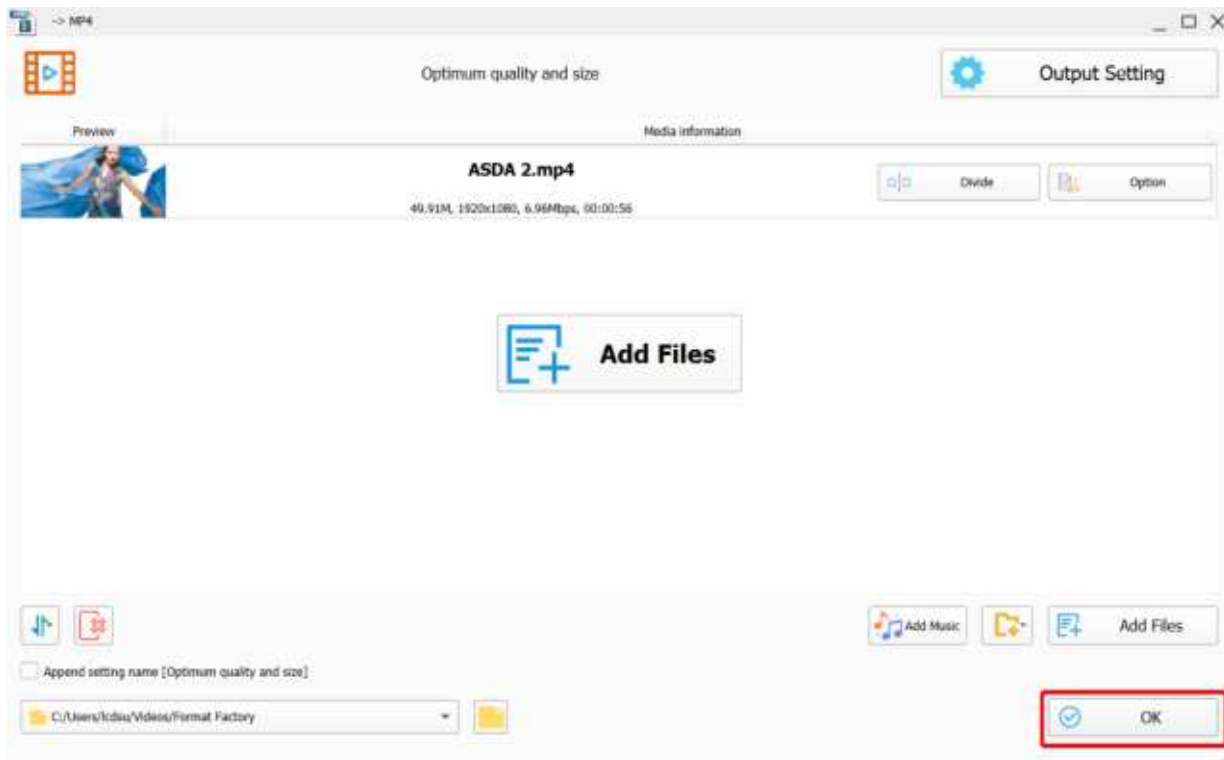 -> MP4
Optimum quality and size
Output Setting
Preview
Media information
ASDA 2.mp4
49.91M, 1920x1080, 6.96Mbps, 00:00:56
Divide
Option
Add Files
Add Music
Add Files
Append setting name [Optimum quality and size]
C:/Users/lcdsu/Videos/Format Factory
OK